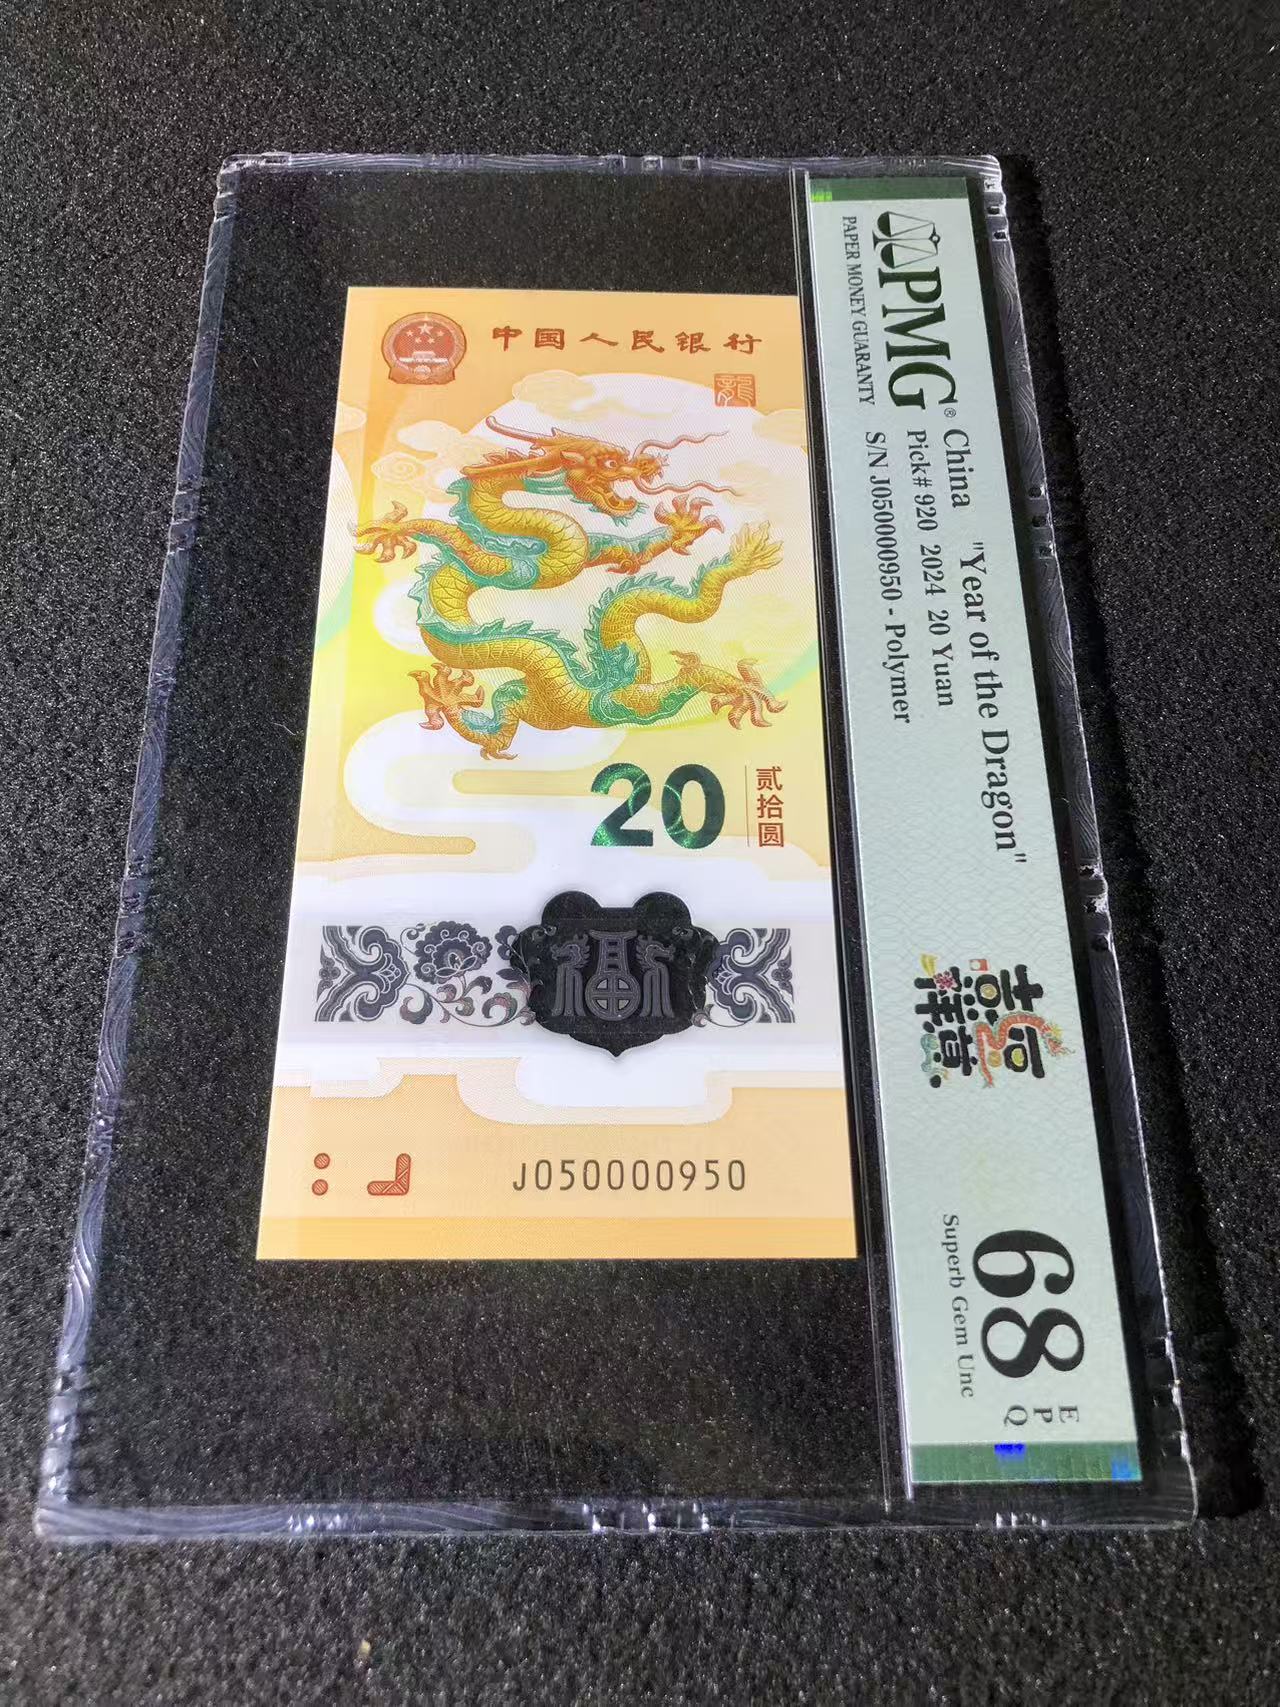 中国人民银行
龍
20
贰拾圆
J050000950
PMG®
PAPER MONEY GUARANTY
China "Year of the Dragon"
Pick# 920 2024 20 Yuan
S/N J050000950 - Polymer
68
EPQ
Superb Gem Unc